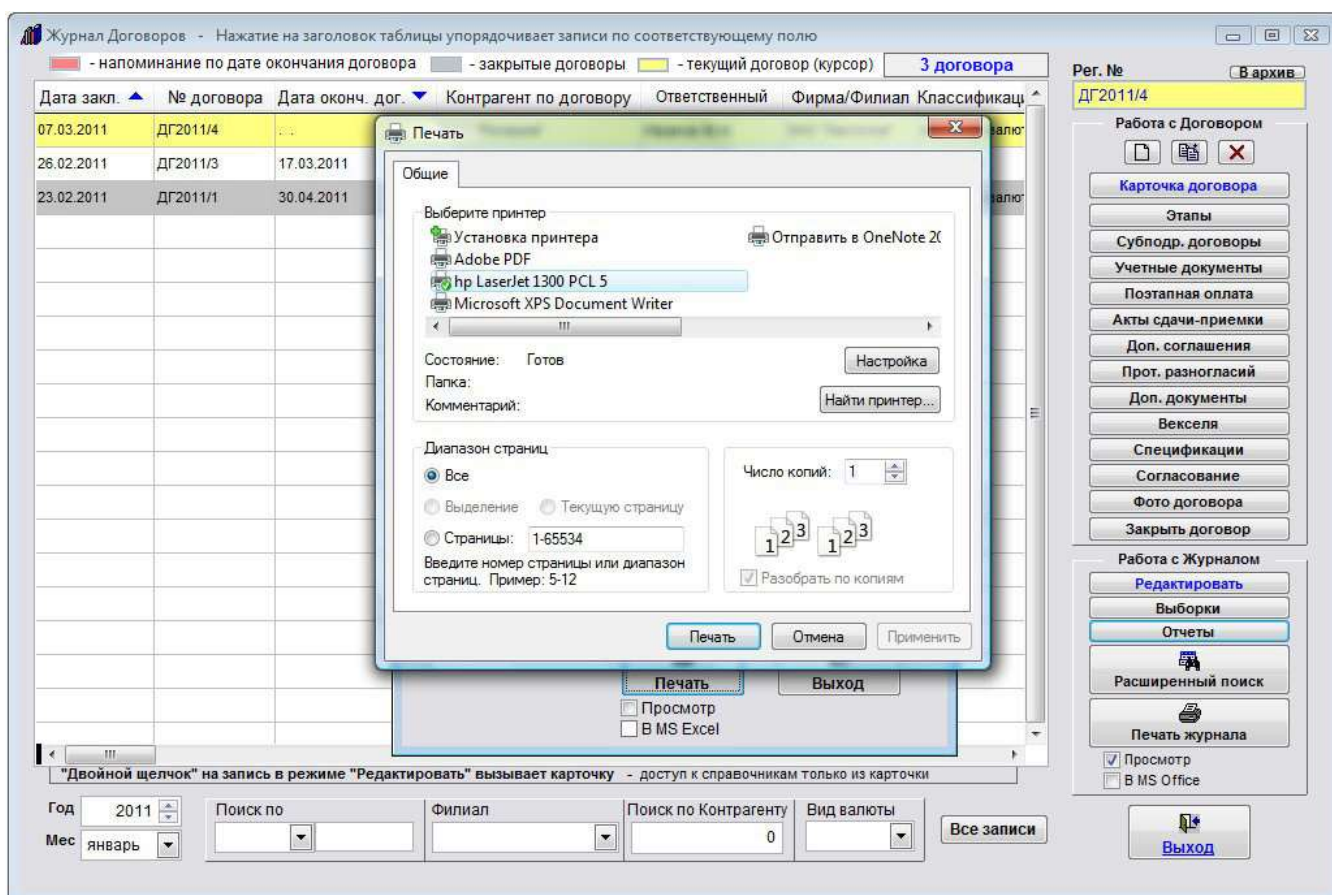 Журнал Договоров - Нажатие на заголовок таблицы упорядочивает записи по соответствующему полю
- напоминание по дате окончания договора - закрытые договоры - текущий договор (курсор) 3 договора
Рег. № В архив
ДГ2011/4
Дата закл. № договора Дата оконч. дог. Контрагент по договору Ответственный Фирма/Филиал
07.03.2011 ДГ2011/4 . .
26.02.2011 ДГ2011/3 17.03.2011
23.02.2011 ДГ2011/1 30.04.2011
Печать
Общие
Выберите принтер
Установка принтера
Adobe PDF
hp LaserJet 1300 PCL 5
Microsoft XPS Document Writer
Отправить в OneNote
Состояние: Готов
Папка:
Комментарий:
Настройка
Найти принтер...
Диапазон страниц
Все
Выделение Текущую страницу
Страницы: 1-65534
Введите номер страницы или диапазон
страниц. Пример: 5-12
Число копий: 1
1 2 3 1 2 3
Разобрать по копиям
Печать Отмена Применить
Печать Выход
Просмотр
В MS Excel
Работа с Договором
Карточка договора
Этапы
Субподр. договоры
Учетные документы
Поэтапная оплата
Акты сдачи-приемки
Доп. соглашения
Прот. разногласий
Доп. документы
Векселя
Спецификации
Согласование
Фото договора
Закрыть договор
Работа с Журналом
Редактировать
Выборки
Отчеты
Расширенный поиск
Печать журнала
Просмотр
В MS Office
Выход
"Двойной щелчок" на запись в режиме "Редактировать" вызывает карточку - доступ к справочникам только из карточки
Год 2011
Мес январь
Поиск по
Филиал
Поиск по Контрагенту
0
Вид валюты
Все записи